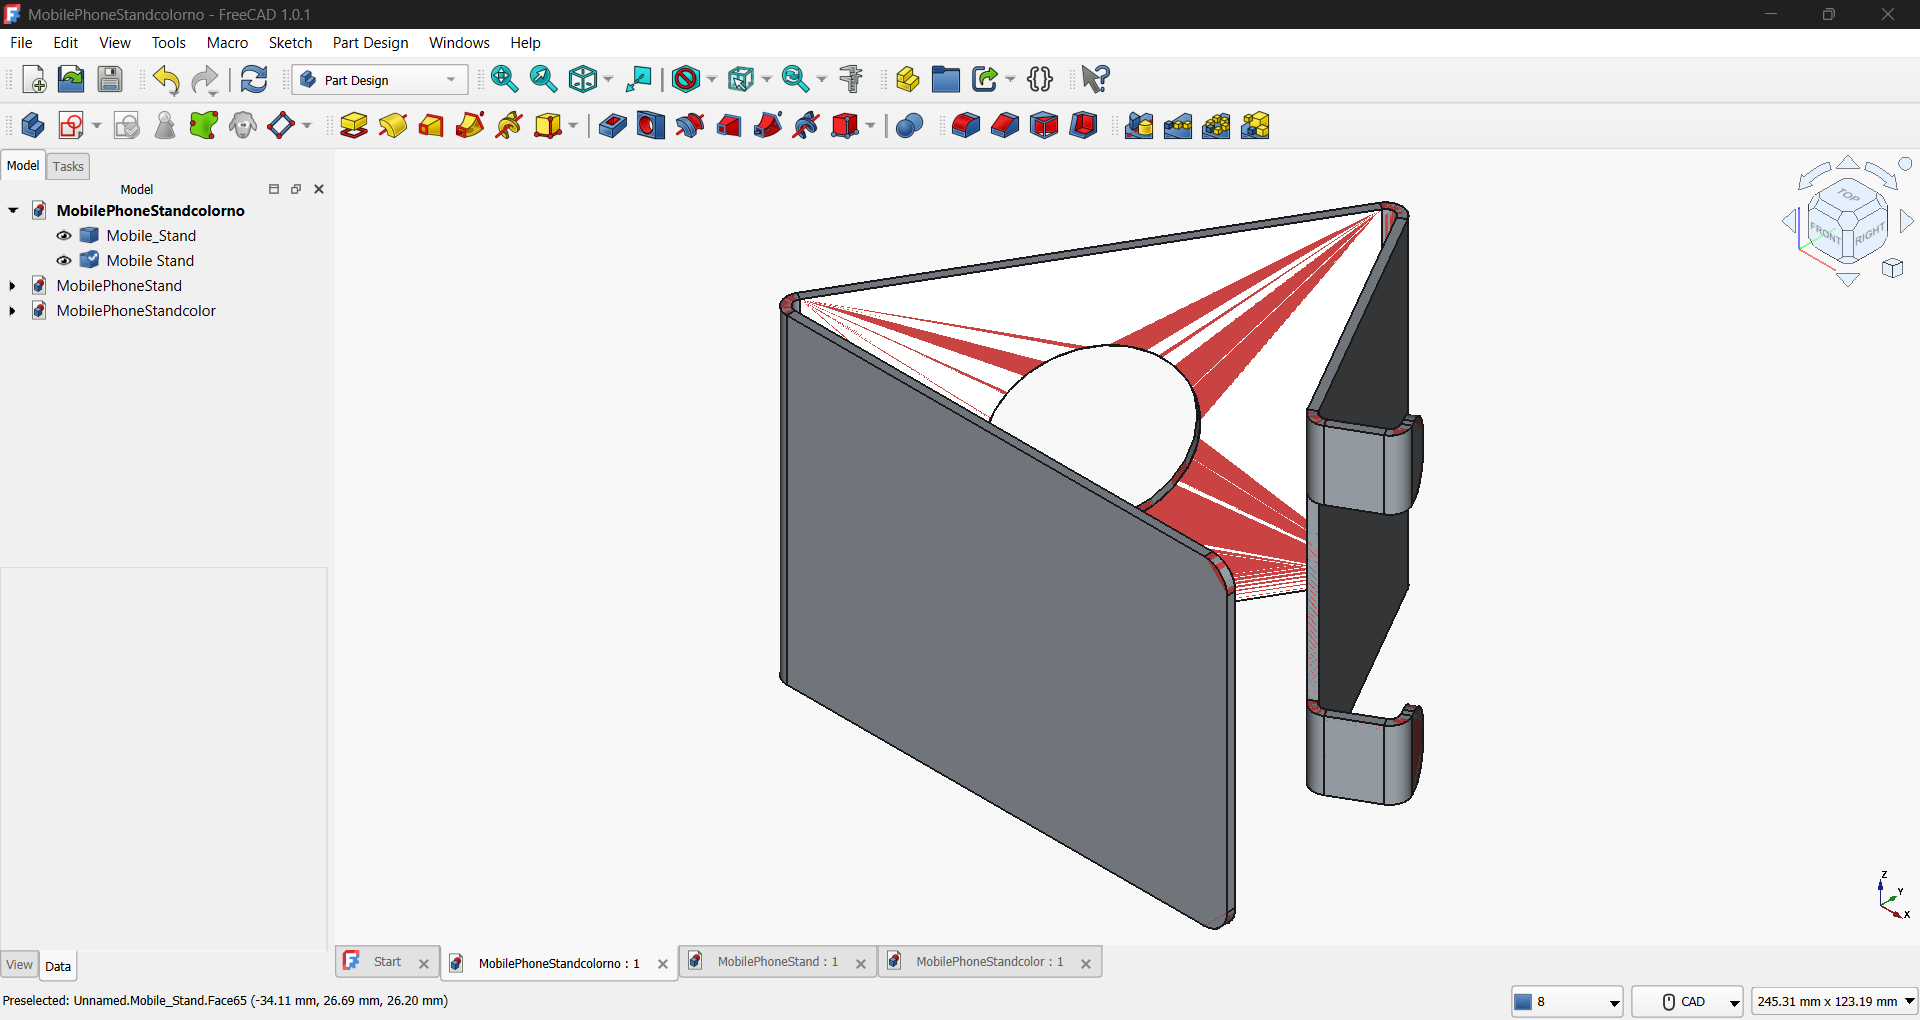 MobilePhoneStandcolorno - FreeCAD 1.0.1
File Edit View Tools Macro Sketch Part Design Windows Help
Part Design
Model Tasks
Model
MobilePhoneStandcolorno
Mobile_Stand
Mobile Stand
MobilePhoneStand
MobilePhoneStandcolor
TOP
FRONT
RIGHT
Z
Y
X
View Data
Start
MobilePhoneStandcolorno : 1
MobilePhoneStand : 1
MobilePhoneStandcolor : 1
Preselected: Unnamed.Mobile_Stand.Face65 (-34.11 mm, 26.69 mm, 26.20 mm)
8
CAD
245.31 mm x 123.19 mm